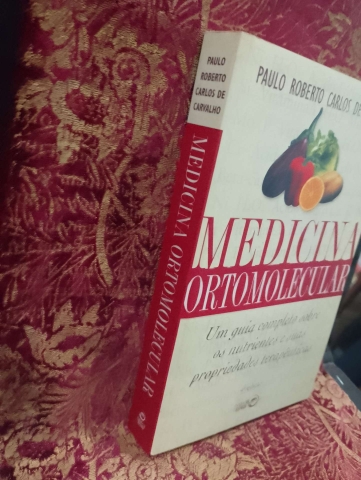 PAULO
ROBERTO
CARLOS DE
CARVALHO
MEDICINA ORTOMOLECULAR
PAULO ROBERTO CARLOS DE
MEDICINA
ORTOMOLECULAR
Um guia completo sobre
os nutrientes e suas
propriedades terapêuticas